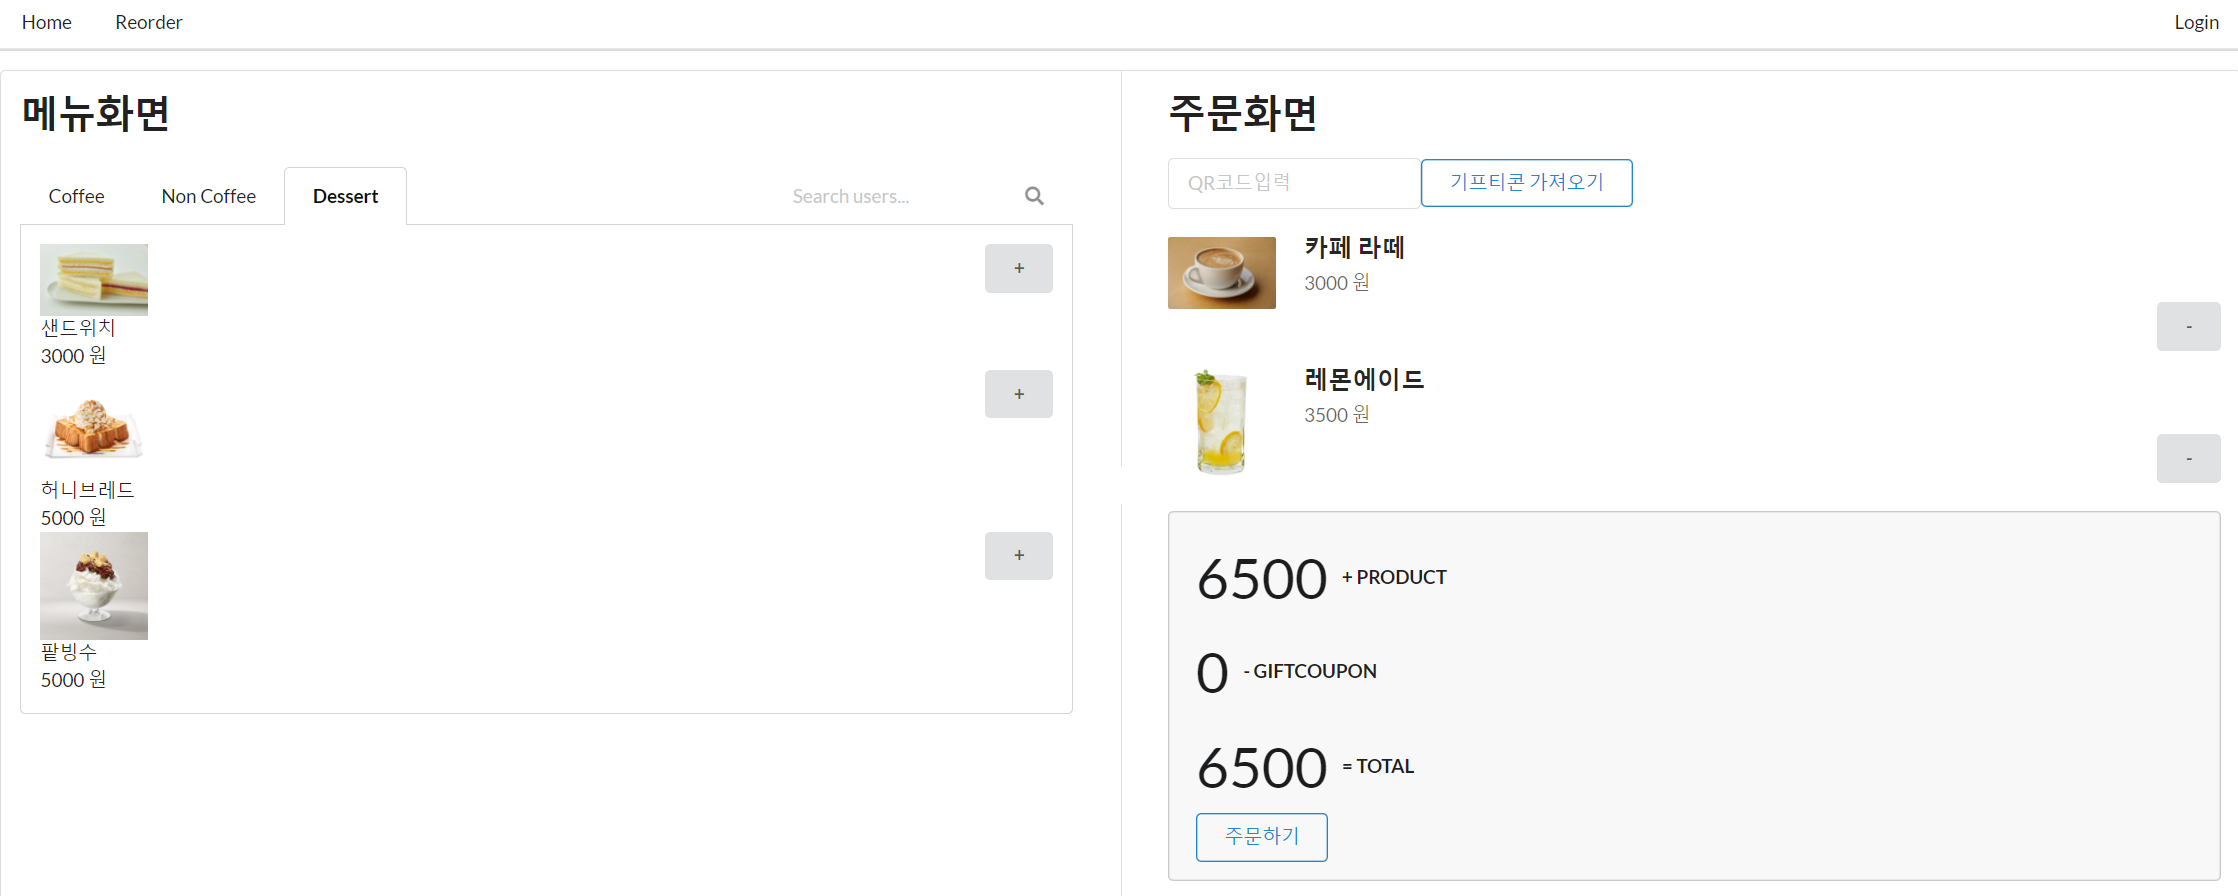 Home Reorder Login
메뉴화면
Coffee Non Coffee Dessert Search users...
+
샌드위치
3000 원
+
허니브레드
5000 원
+
팥빙수
5000 원
주문화면
QR코드입력 기프티콘 가져오기
카페 라떼
3000 원
-
레몬에이드
3500 원
-
6500 + PRODUCT
0 - GIFTCOUPON
6500 = TOTAL
주문하기